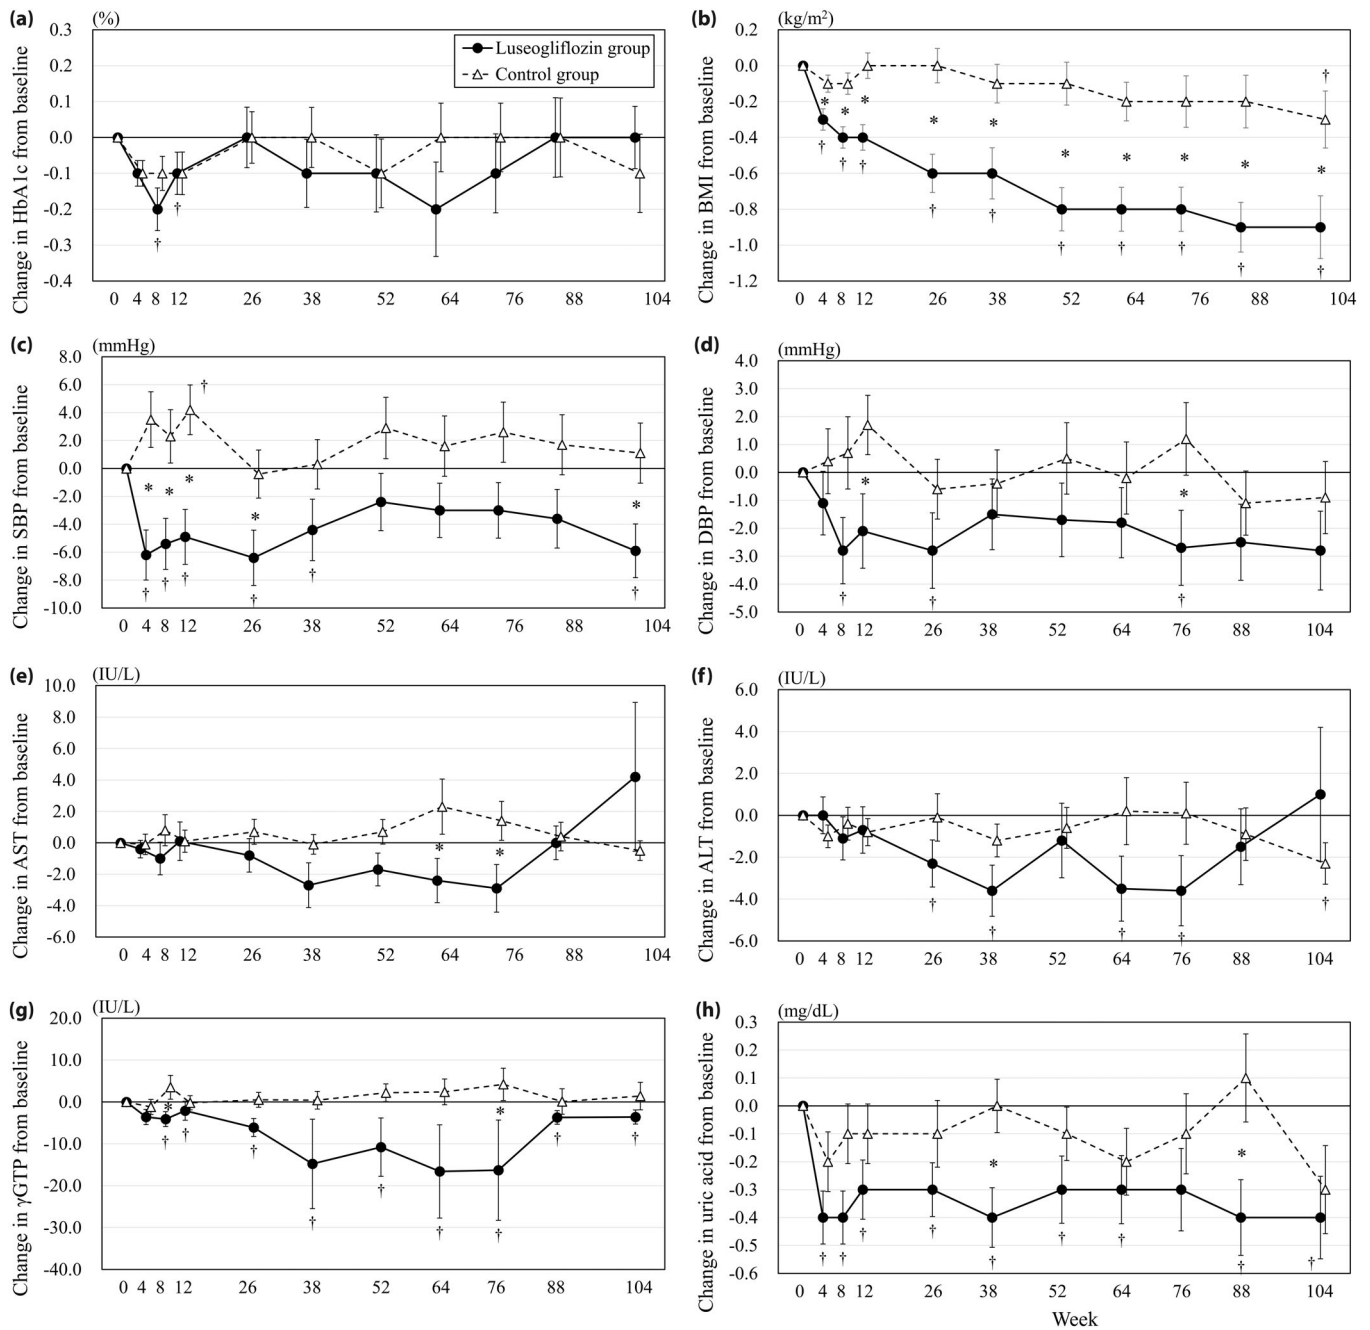 (a)
(%)
Change in HbA1c from baseline
0.3
0.2
0.1
0.0
-0.1
-0.2
-0.3
-0.4
Luseogliflozin group
Control group
†
†
0 4 8 12 26 38 52 64 76 88 104
(b)
(kg/m²)
Change in BMI from baseline
0.2
0.0
-0.2
-0.4
-0.6
-0.8
-1.0
-1.2
†
* * * * * * * * * *
† † † † † † † † † †
0 4 8 12 26 38 52 64 76 88 104
(c)
(mmHg)
Change in SBP from baseline
8.0
6.0
4.0
2.0
0.0
-2.0
-4.0
-6.0
-8.0
-10.0
†
* * * * *
† † † † † †
0 4 8 12 26 38 52 64 76 88 104
(d)
(mmHg)
Change in DBP from baseline
4.0
3.0
2.0
1.0
0.0
-1.0
-2.0
-3.0
-4.0
-5.0
* *
† † †
0 4 8 12 26 38 52 64 76 88 104
(e)
(IU/L)
Change in AST from baseline
10.0
8.0
6.0
4.0
2.0
0.0
-2.0
-4.0
-6.0
* *
0 4 8 12 26 38 52 64 76 88 104
(f)
(IU/L)
Change in ALT from baseline
6.0
4.0
2.0
0.0
-2.0
-4.0
-6.0
† † † † †
0 4 8 12 26 38 52 64 76 88 104
(g)
(IU/L)
Change in γGTP from baseline
20.0
10.0
0.0
-10.0
-20.0
-30.0
-40.0
* *
† † † † † † † † †
0 4 8 12 26 38 52 64 76 88 104
(h)
(mg/dL)
Change in uric acid from baseline
0.3
0.2
0.1
0.0
-0.1
-0.2
-0.3
-0.4
-0.5
-0.6
* *
† † † † † † † † †
0 4 8 12 26 38 52 64 76 88 104
Week